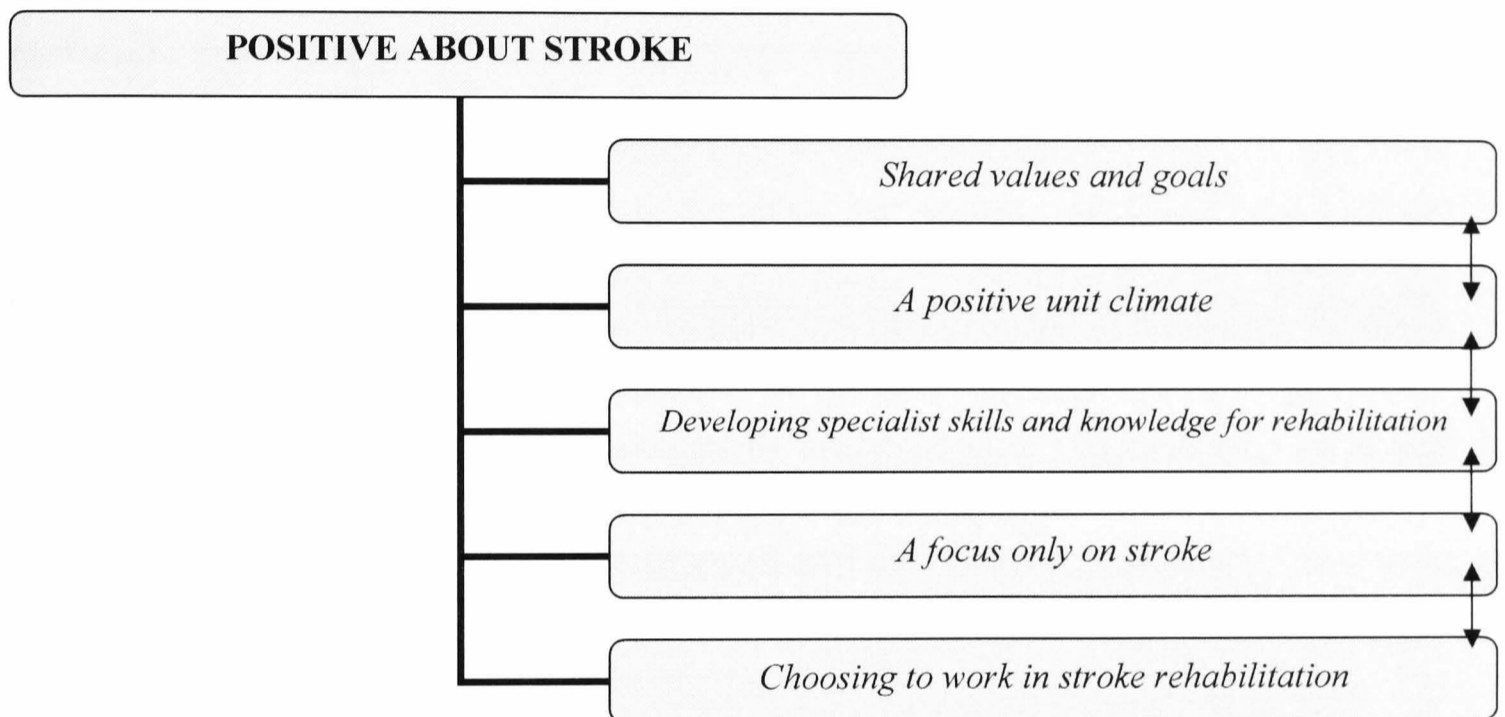 POSITIVE ABOUT STROKE
Shared values and goals
A positive unit climate
Developing specialist skills and knowledge for rehabilitation
A focus only on stroke
Choosing to work in stroke rehabilitation